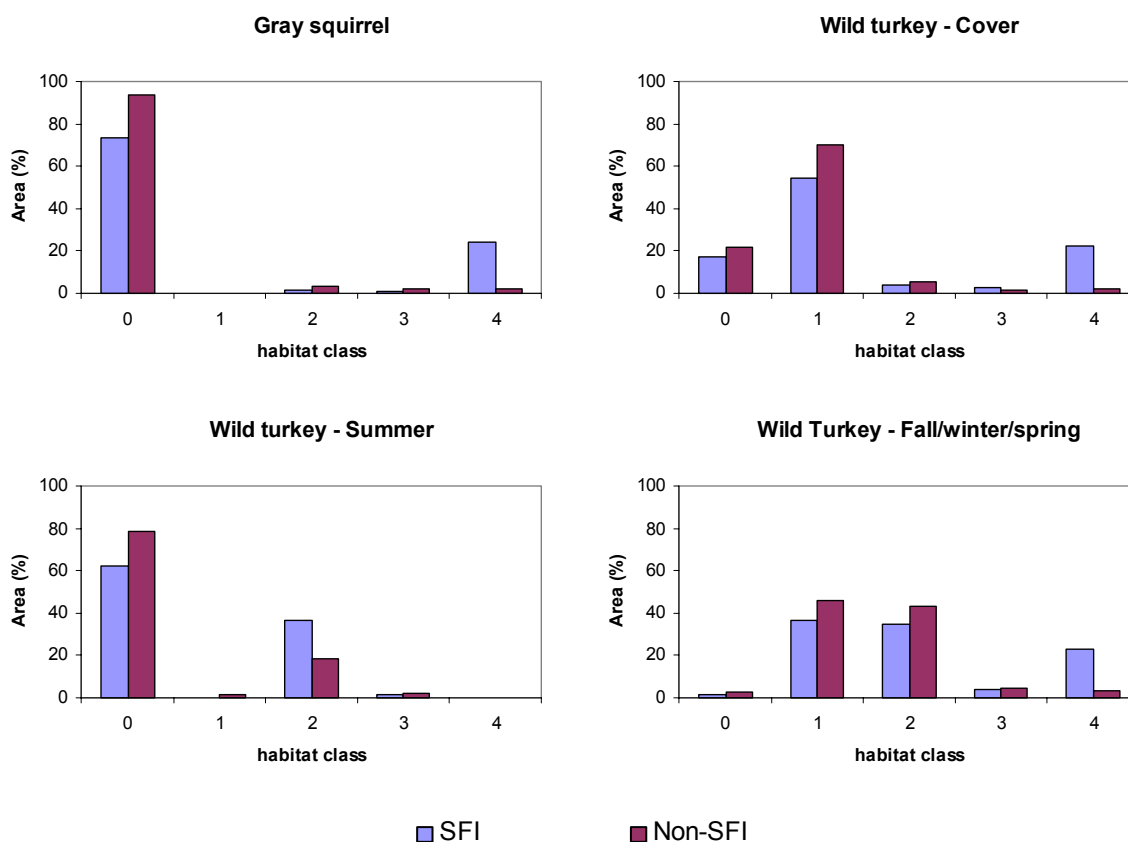 Gray squirrel
Area (%)
100
80
60
40
20
0
0 1 2 3 4
habitat class
Wild turkey - Cover
Area (%)
100
80
60
40
20
0
0 1 2 3 4
habitat class
Wild turkey - Summer
Area (%)
100
80
60
40
20
0
0 1 2 3 4
habitat class
Wild Turkey - Fall/winter/spring
Area (%)
100
80
60
40
20
0
0 1 2 3 4
habitat class
SFI Non-SFI